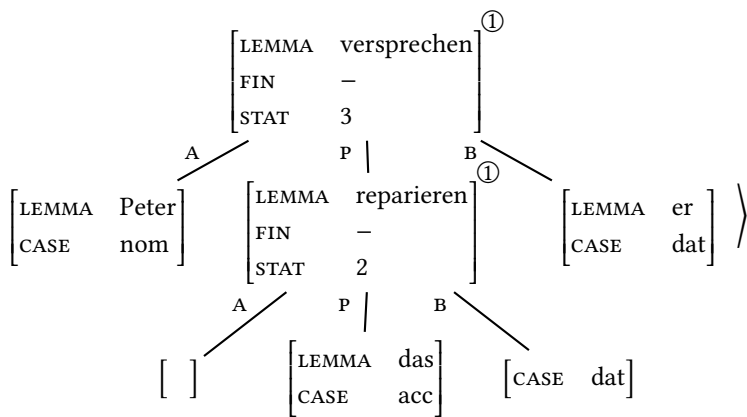 ①
[LEMMA versprechen]
[FIN –]
[STAT 3]
A P B
①
[LEMMA Peter] [LEMMA reparieren] [LEMMA er]
[CASE nom] [FIN –] [CASE dat] ⟩
[STAT 2]
A P B
[ ] [LEMMA das] [CASE dat]
[CASE acc]